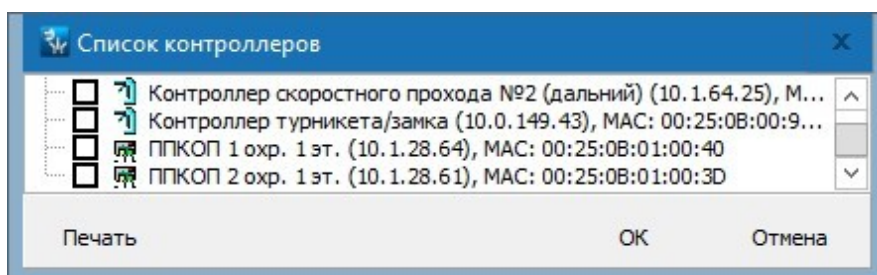 Список контроллеров
Контроллер скоростного прохода №2 (дальний) (10.1.64.25), M...
Контроллер турникета/замка (10.0.149.43), MAC: 00:25:0B:00:9...
ППКОП 1 охр. 1 эт. (10.1.28.64), MAC: 00:25:0B:01:00:40
ППКОП 2 охр. 1 эт. (10.1.28.61), MAC: 00:25:0B:01:00:3D
Печать ОК Отмена